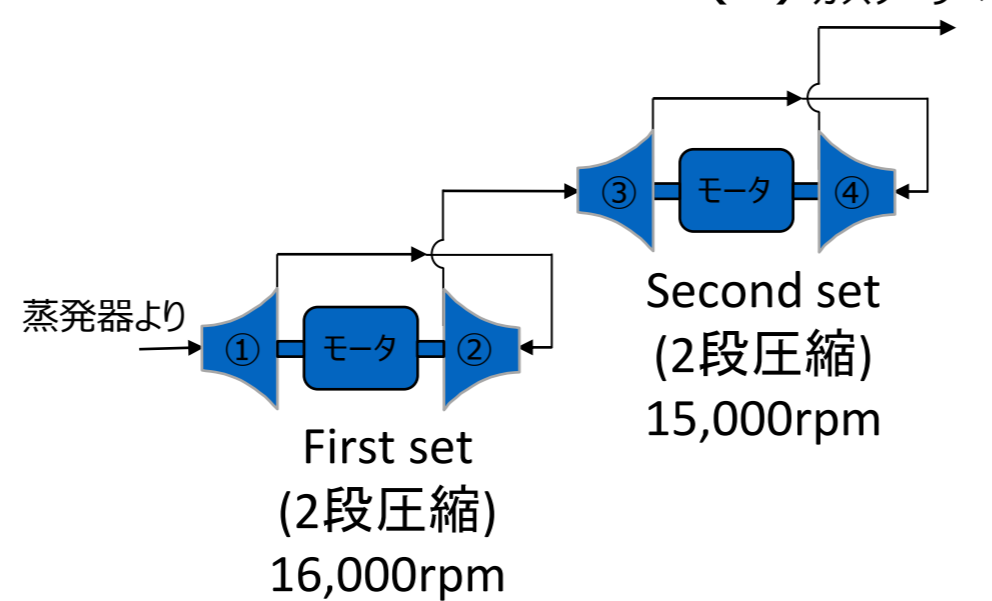 ③
モータ
④
Second set
(2段圧縮)
15,000rpm
蒸発器より
①
モータ
②
First set
(2段圧縮)
16,000rpm